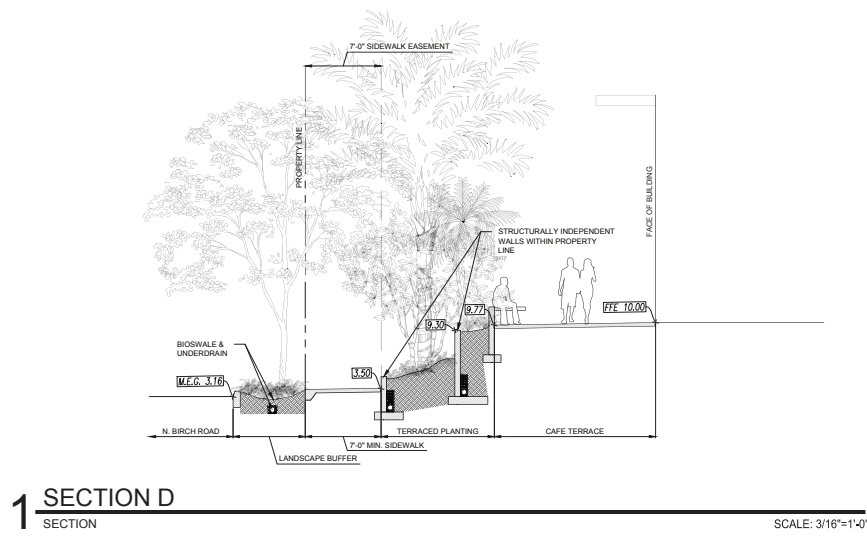 7'-0" SIDEWALK EASEMENT
PROPERTY LINE
FACE OF BUILDING
STRUCTURALLY INDEPENDENT
WALLS WITHIN PROPERTY
LINE
9.77
FFE 10.00
9.30
BIOSWALE &
UNDERDRAIN
3.50
M.E.G. 3.16
N. BIRCH ROAD
TERRACED PLANTING
CAFE TERRACE
7'-0" MIN. SIDEWALK
LANDSCAPE BUFFER
1 SECTION D
SECTION
SCALE: 3/16"=1'-0'